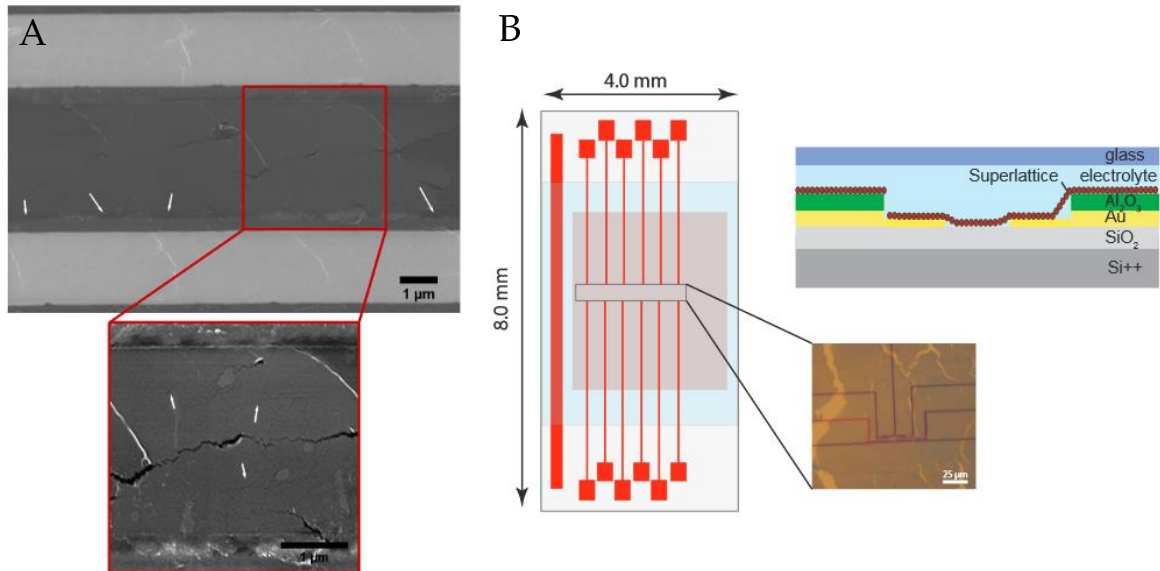 A
B
1 µm
1 µm
4.0 mm
8.0 mm
glass
Superlattice
electrolyte
Al2O3
Au
SiO2
Si++
25 µm